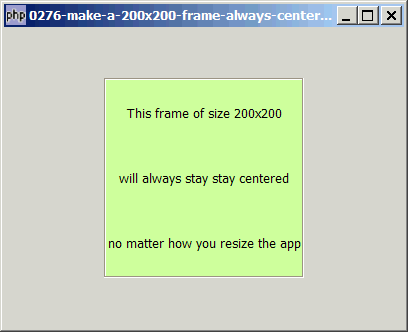 php 0276-make-a-200x200-frame-always-center...
This frame of size 200x200
will always stay stay centered
no matter how you resize the app